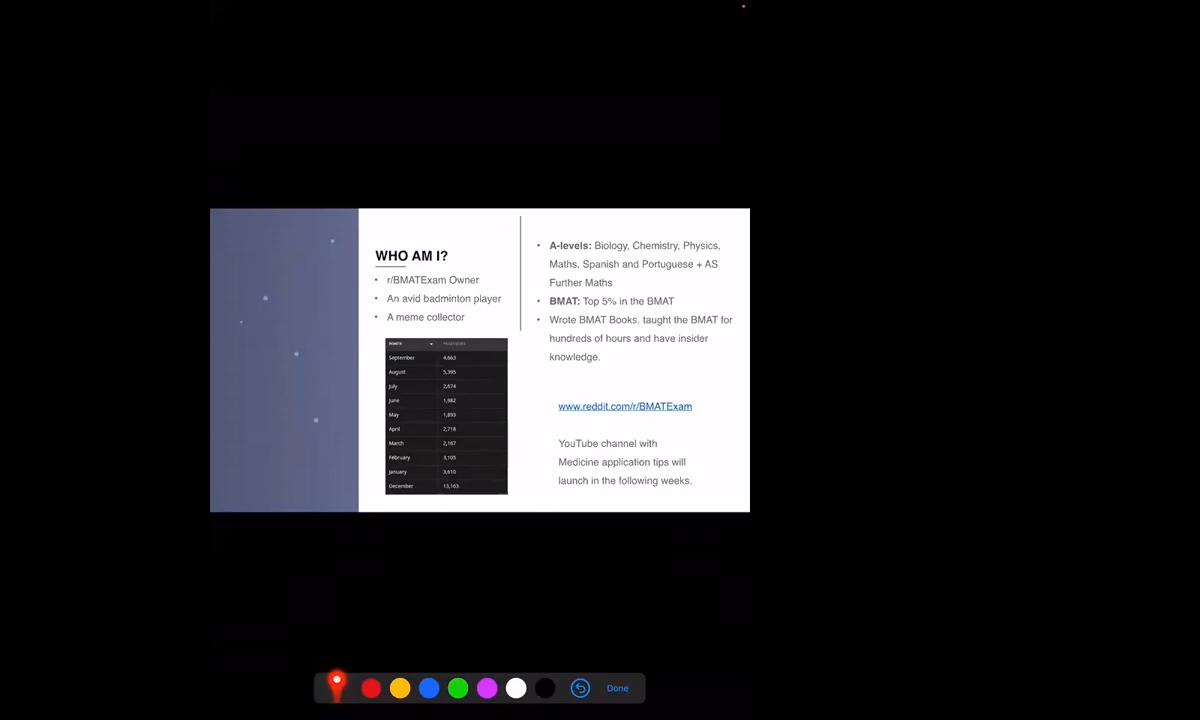 WHO AM I?
• r/BMATExam Owner
• An avid badminton player
• A meme collector
September 4,663
August 5,395
July 2,674
June 1,982
May 1,893
April 2,718
March 2,167
February 3,105
January 3,610
December 13,163
• A-levels: Biology, Chemistry, Physics,
Maths, Spanish and Portuguese + AS
Further Maths
• BMAT: Top 5% in the BMAT
• Wrote BMAT Books, taught the BMAT for
hundreds of hours and have insider
knowledge.
www.reddit.com/r/BMATExam
YouTube channel with
Medicine application tips will
launch in the following weeks.
Done